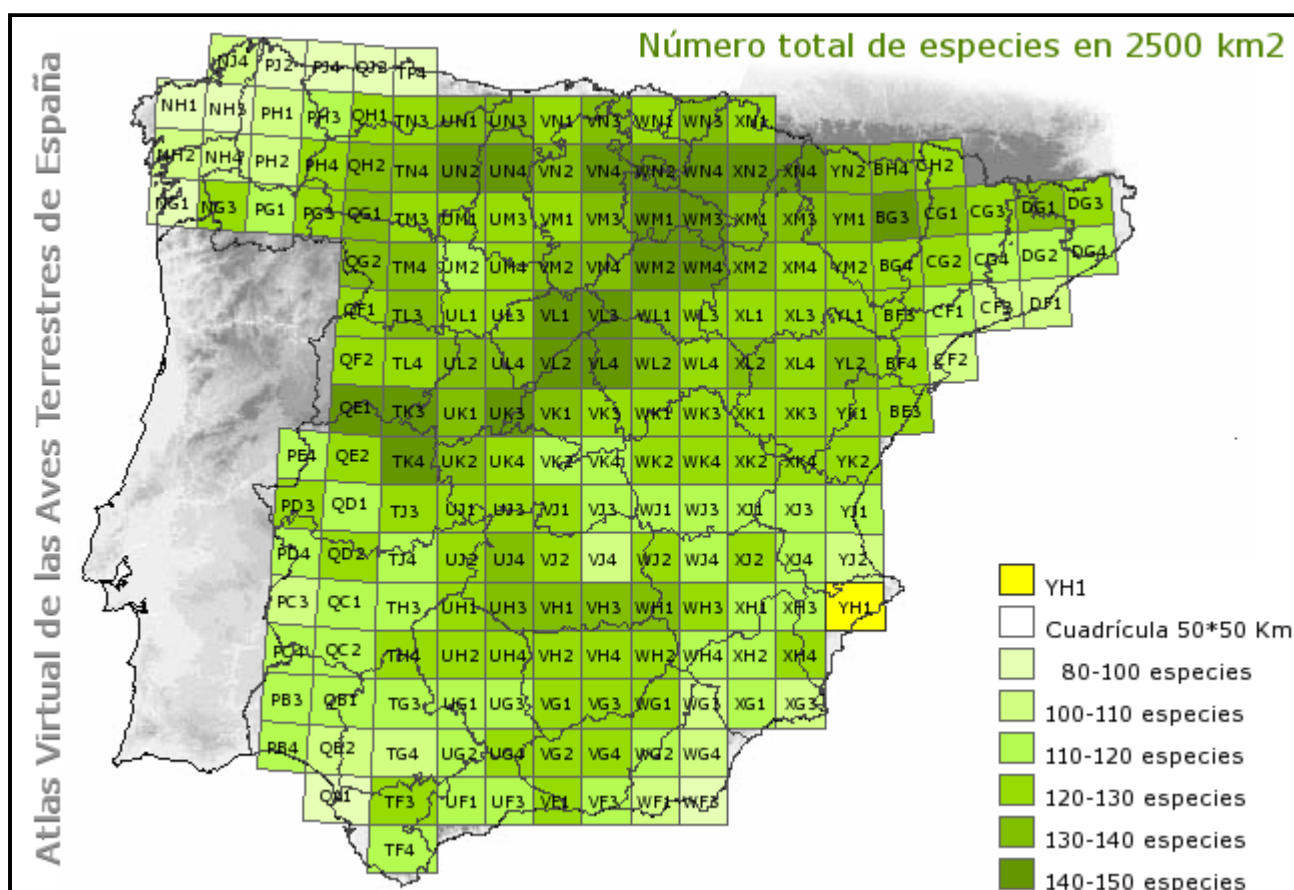 Número total de especies en 2500 km2
Atlas Virtual de las Aves Terrestres de España
NJ4 PJ2 PJ4 QJ2 TP4
NH1 NH3 PH1 PH3 QH1 TN3 UN1 UN3 VN1 VN3 WN1 WN3 XN1
NH2 NH4 PH2 PH4 QH2 TN4 UN2 UN4 VN2 VN4 WN2 WN4 XN2 XN4 YN2 BH4 CH2
NG1 NG3 PG1 PG3 QG1 TM3 UM1 UM3 VM1 VM3 WM1 WM3 XM1 XM3 YM1 BG3 CG1 CG3 DG1 DG3
QG2 TM4 UM2 UM4 VM2 VN4 WM2 WM4 XM2 XM4 YM2 BG4 CG2 CG4 DG2 DG4
QF1 TL3 UL1 UL3 VL1 VL3 WL1 WL3 XL1 XL3 YL1 BF3 CF1 CF3 DF1
QF2 TL4 UL2 UL4 VL2 VL4 WL2 WL4 XL2 XL4 YL2 BF4 CF2
QE1 TK3 UK1 UK3 VK1 VK3 WK1 WK3 XK1 XK3 YK1 BE3
PE4 QE2 TK4 UK2 UK4 VK2 VK4 WK2 WK4 XK2 XK4 YK2
PD3 QD1 TJ3 UJ1 UJ3 VJ1 VJ3 WJ1 WJ3 XJ1 XJ3 YJ1
PD4 QD2 TJ4 UJ2 UJ4 VJ2 VJ4 WJ2 WJ4 XJ2 XJ4 YJ2
PC3 QC1 TH3 UH1 UH3 VH1 VH3 WH1 WH3 XH1 XH3 YH1
PC4 QC2 TH4 UH2 UH4 VH2 VH4 WH2 WH4 XH2 XH4
PB3 QB1 TG3 UG1 UG3 VG1 VG3 WG1 WG3 XG1 XG3
PB4 QB2 TG4 UG2 UG4 VG2 VG4 WG2 WG4
QA1 TF3 UF1 UF3 VF1 VF3 WF1 WF3
TF4
YH1
Cuadrícula 50*50 Km
80-100 especies
100-110 especies
110-120 especies
120-130 especies
130-140 especies
140-150 especies